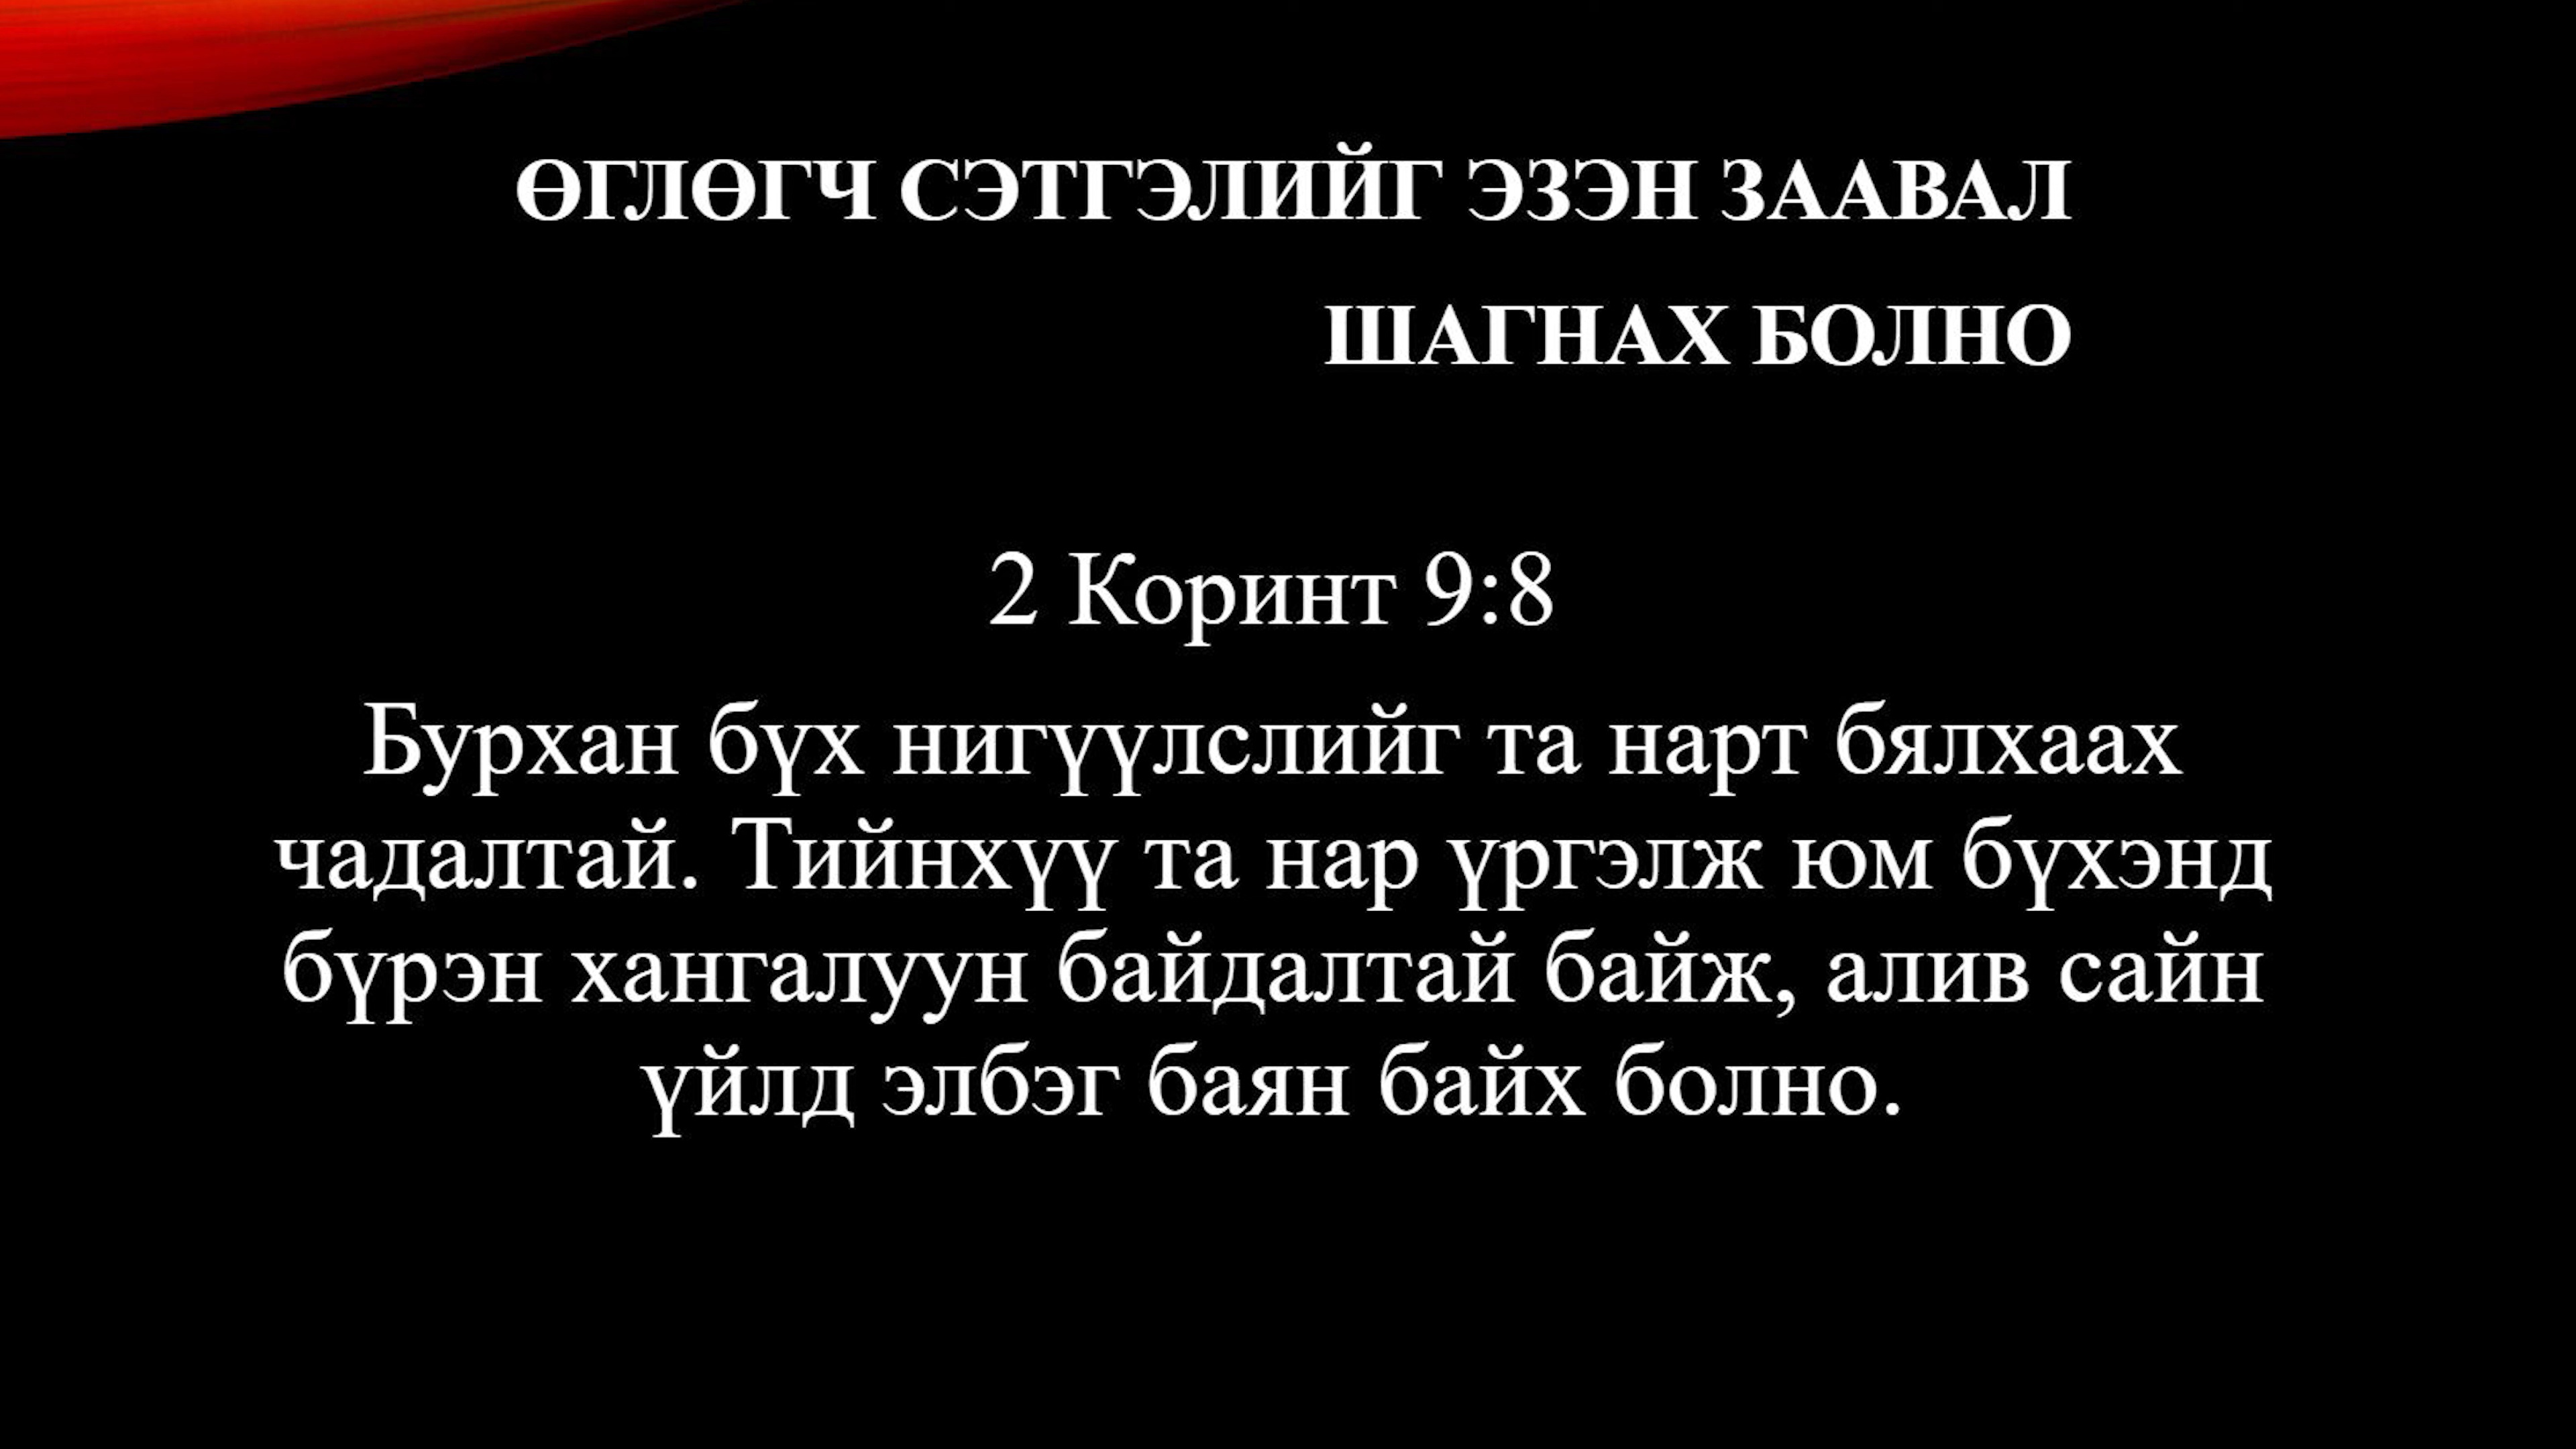 ӨГЛӨГЧ СЭТГЭЛИЙГ ЭЗЭН ЗААВАЛ
ШАГНАХ БОЛНО
2 Коринт 9:8
Бурхан бүх нигүүлслийг та нарт бялхаах
чадалтай. Тийнхүү та нар үргэлж юм бүхэнд
бүрэн хангалуун байдалтай байж, алив сайн
үйлд элбэг баян байх болно.